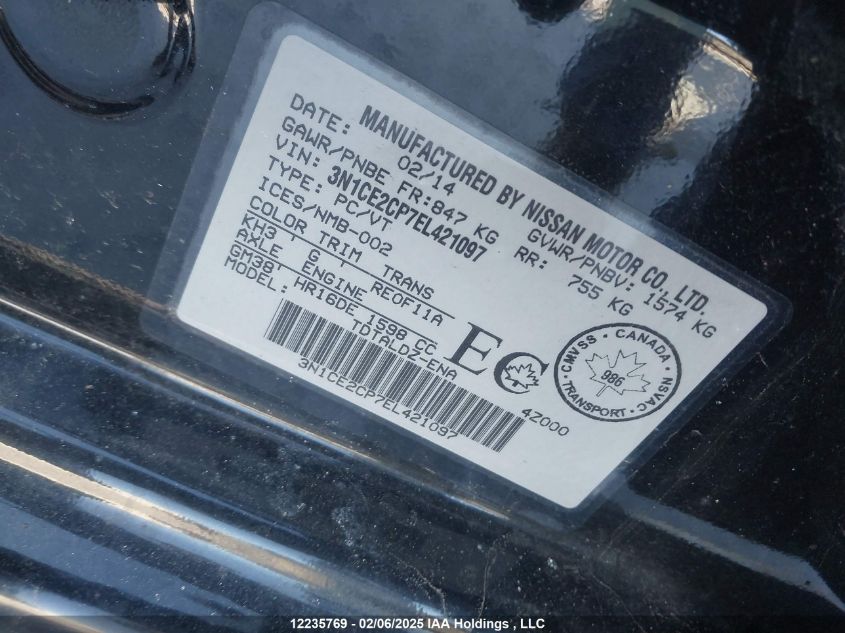 MANUFACTURED BY NISSAN MOTOR CO., LTD.
DATE: 02/14 GVWR/PNBV: 1574 KG
GAWR/PNBE FR: 847 KG RR: 755 KG
VIN: 3N1CE2CP7EL421097
TYPE: PC/VT
ICES/NMB-002
COLOR TRIM TRANS
KH3 G RE0F11A
AXLE ENGINE
GM38 HR16DE 1598 CC
MODEL: TDTALDZ-ENA
3N1CE2CP7EL421097
EC
4Z000
CMVSS · CANADA · NSVAC · TRANSPORT ·
986
12235769 - 02/06/2025 IAA Holdings , LLC